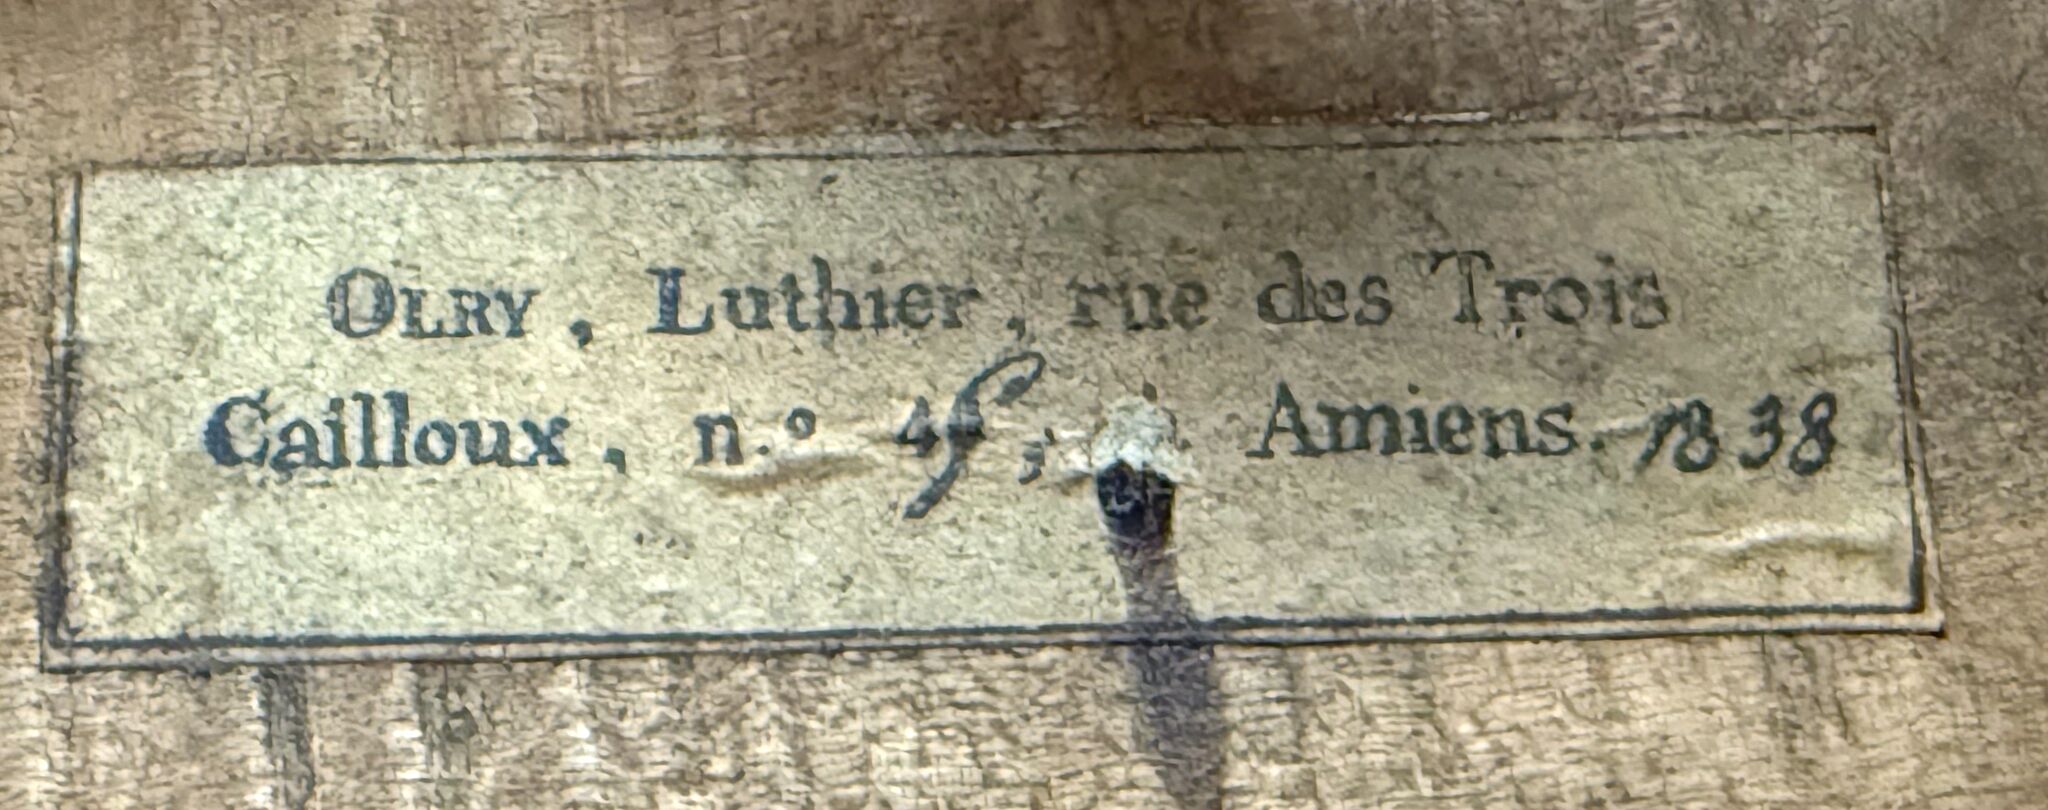 OLRY, Luthier, rue des Trois
Cailloux, n.º à Amiens. 1838